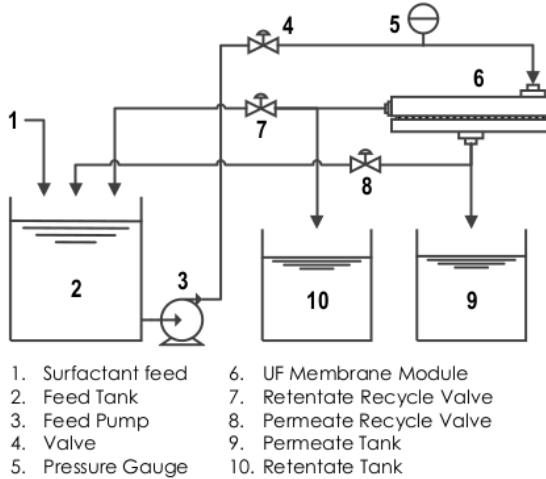 4
5
6
1
7
8
3
2
10
9
1. Surfactant feed
2. Feed Tank
3. Feed Pump
4. Valve
5. Pressure Gauge
6. UF Membrane Module
7. Retentate Recycle Valve
8. Permeate Recycle Valve
9. Permeate Tank
10. Retentate Tank